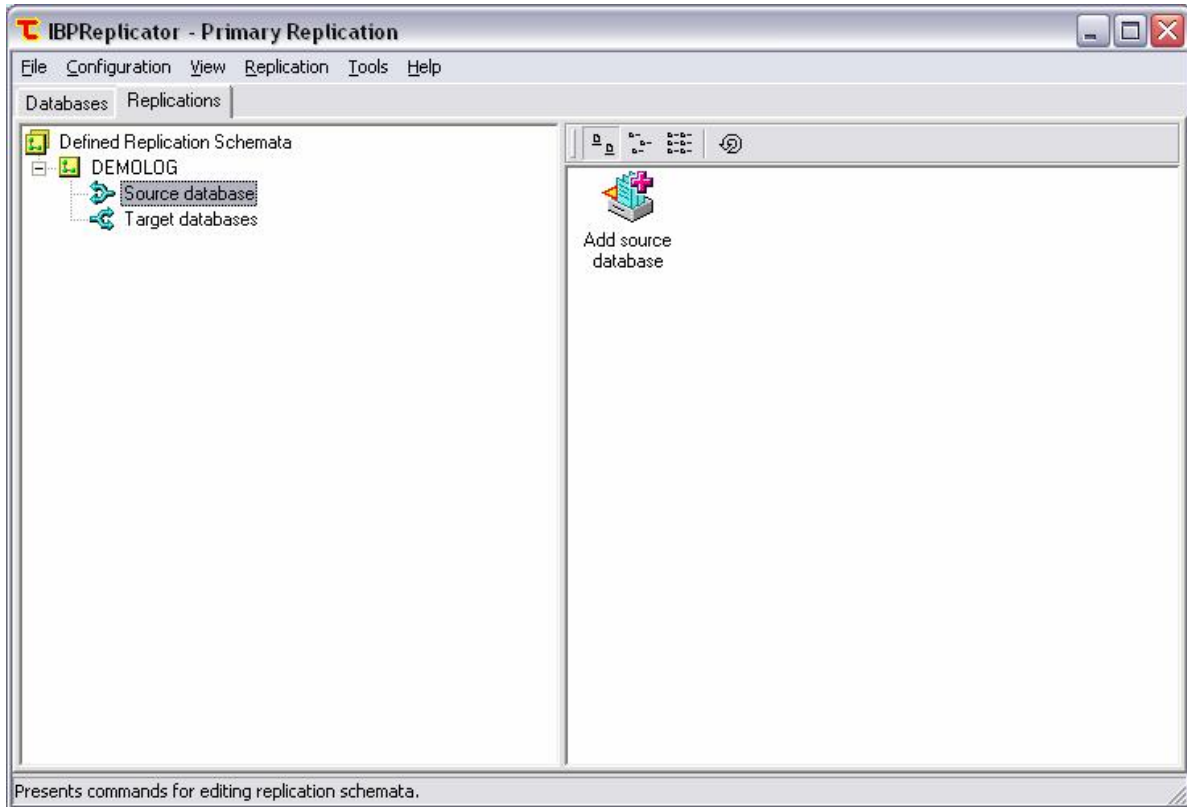 IBPReplicator - Primary Replication
File Configuration View Replication Tools Help
Databases Replications
Defined Replication Schemata
DEMOLOG
Source database
Target databases
Add source
database
Presents commands for editing replication schemata.